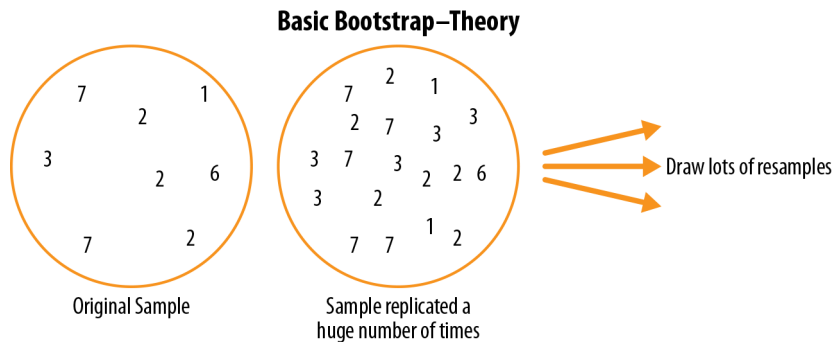 Basic Bootstrap–Theory
7 1
2
3
2 6
7 2
Original Sample
2
7 1
2 7 3
3
3 7 3
2 2 6
3 2
1
7 7 2
Sample replicated a
huge number of times
Draw lots of resamples